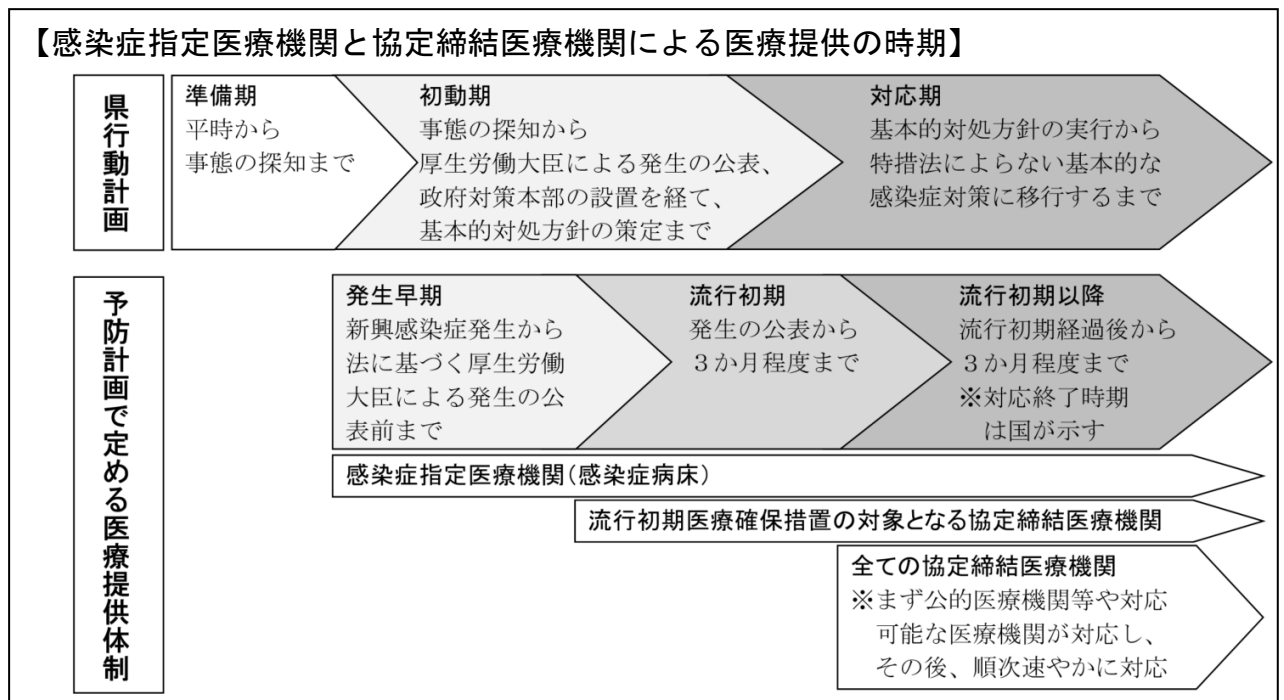 【感染症指定医療機関と協定締結医療機関による医療提供の時期】
県行動計画
準備期
平時から
事態の探知まで
初動期
事態の探知から
厚生労働大臣による発生の公表、
政府対策本部の設置を経て、
基本的対処方針の策定まで
対応期
基本的対処方針の実行から
特措法によらない基本的な
感染症対策に移行するまで
予防計画で定める医療提供体制
発生早期
新興感染症発生から
法に基づく厚生労働
大臣による発生の公
表前まで
流行初期
発生の公表から
３か月程度まで
流行初期以降
流行初期経過後から
３か月程度まで
※対応終了時期
は国が示す
感染症指定医療機関（感染症病床）
流行初期医療確保措置の対象となる協定締結医療機関
全ての協定締結医療機関
※まず公的医療機関等や対応
可能な医療機関が対応し、
その後、順次速やかに対応